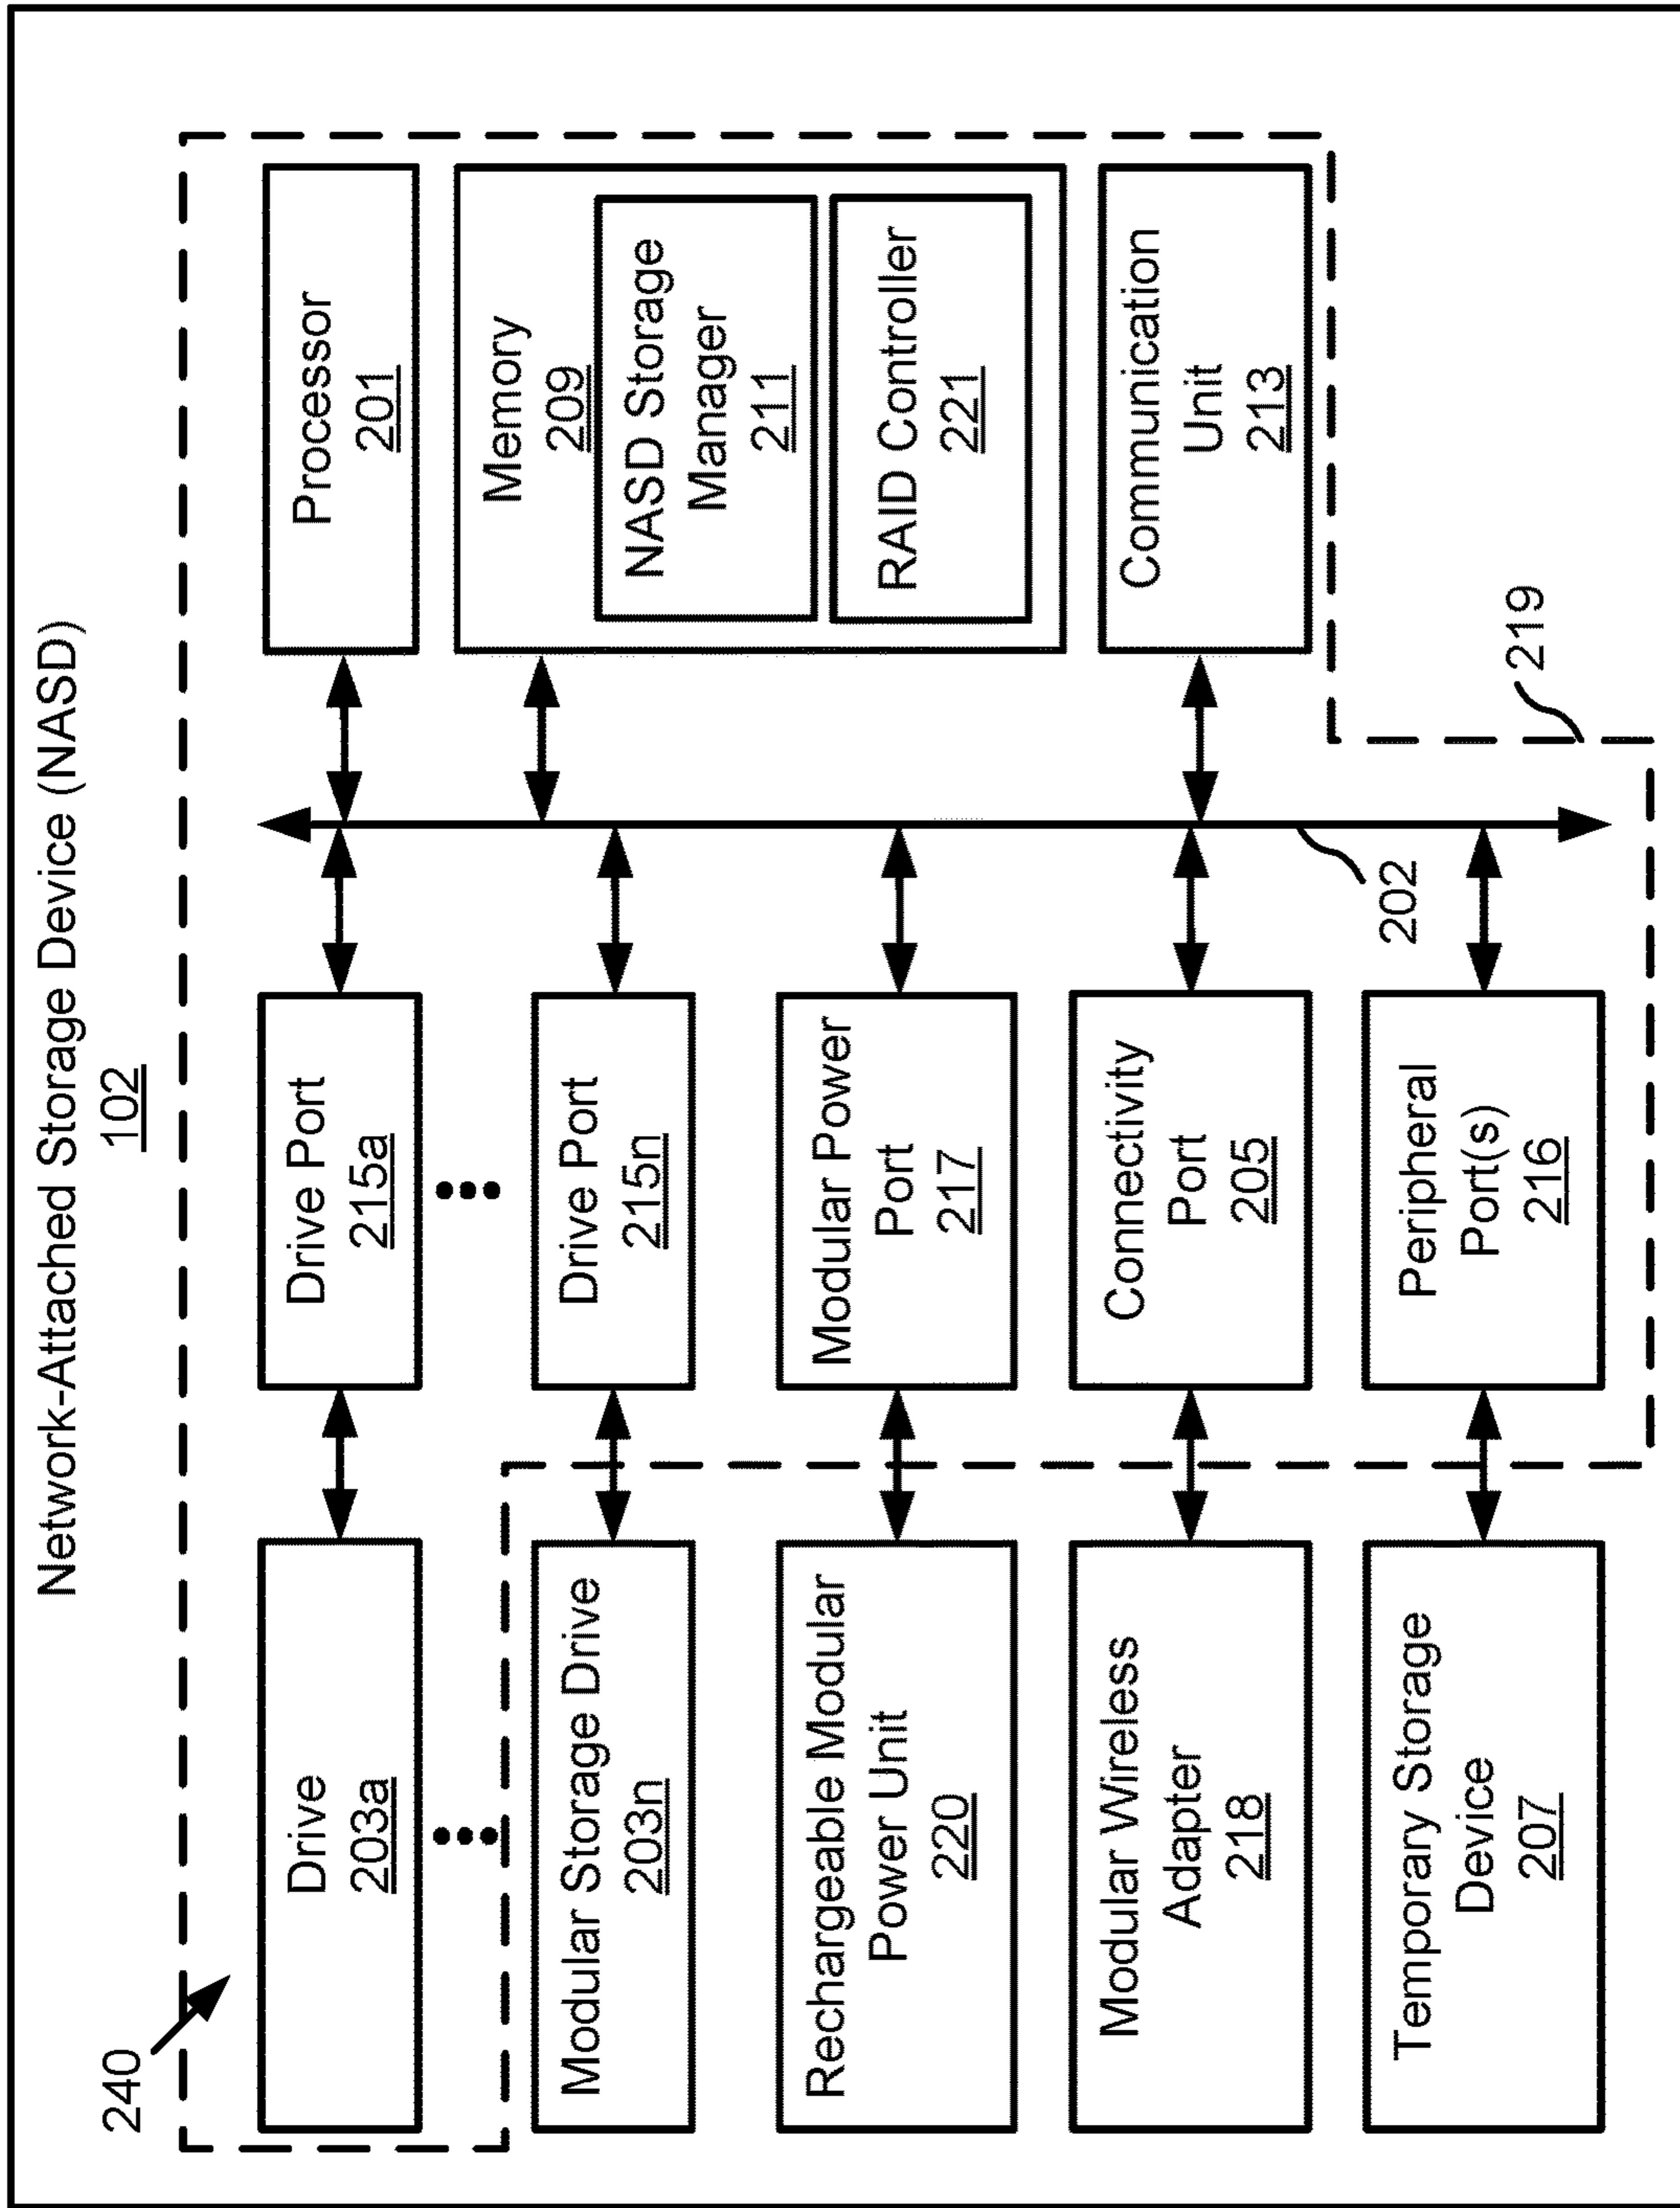 Network-Attached Storage Device (NASD)
102
240
Drive
203a
•••
Modular Storage Drive
203n
Rechargeable Modular
Power Unit
220
Modular Wireless
Adapter
218
Temporary Storage
Device
207
Drive Port
215a
•••
Drive Port
215n
Modular Power
Port
217
Connectivity
Port
205
Peripheral
Port(s)
216
202
Processor
201
Memory
209
NASD Storage
Manager
211
RAID Controller
221
Communication
Unit
213
219